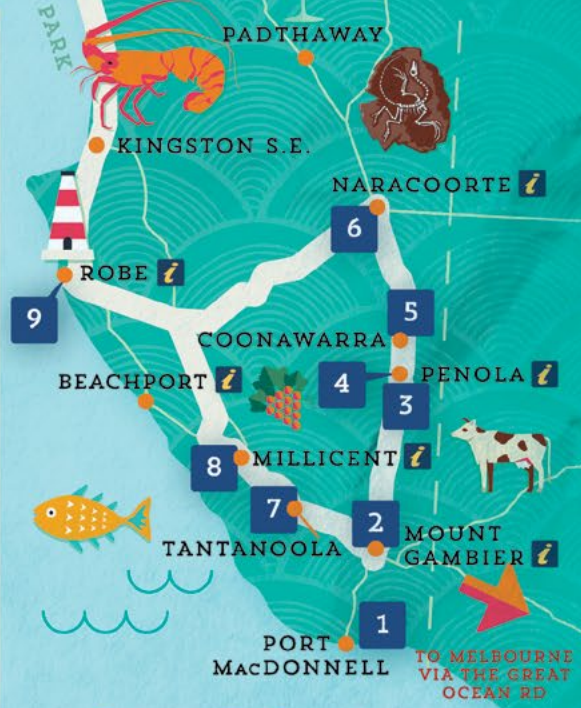 PARK
PADTHAWAY
KINGSTON S.E.
NARACOORTE i
6
ROBE i
9
5
COONAWARRA
BEACHPORT i
4
PENOLA i
3
8
MILLICENT i
7
2
TANTANOOLA
MOUNT
GAMBIER i
1
PORT
MACDONNELL
TO MELBOURNE
VIA THE GREAT
OCEAN RD